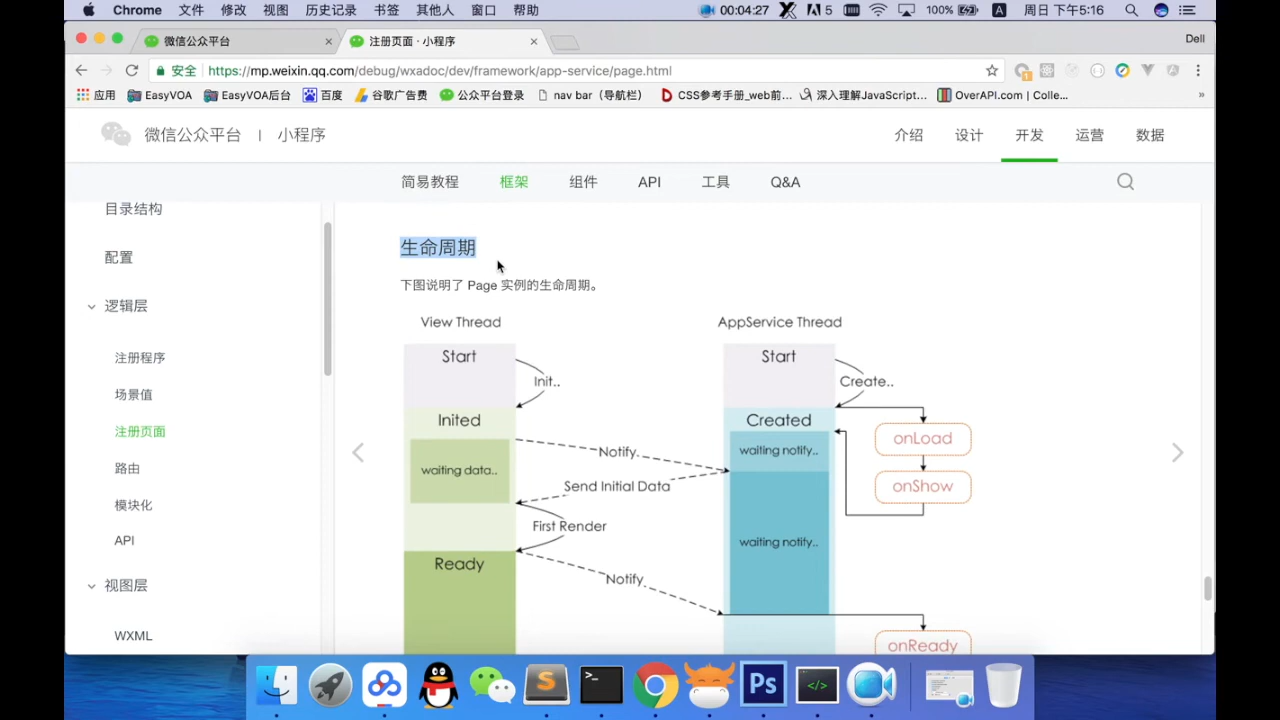 Chrome 文件 修改 视图 历史记录 书签 其他人 窗口 帮助 00:04:27 5 100% A 周日 下午5:16
微信公众平台 注册页面 · 小程序 Dell
安全 https://mp.weixin.qq.com/debug/wxadoc/dev/framework/app-service/page.html
应用 EasyVOA EasyVOA后台 百度 谷歌广告费 公众平台登录 nav bar（导航栏） CSS参考手册_web前... 深入理解JavaScript... OverAPI.com | Colle... »
微信公众平台 | 小程序 介绍 设计 开发 运营 数据
简易教程 框架 组件 API 工具 Q&A
目录结构
配置
逻辑层
注册程序
场景值
注册页面
路由
模块化
API
视图层
WXML
生命周期
下图说明了 Page 实例的生命周期。
View Thread AppService Thread
Start Start
Init.. Create..
Inited Created
onLoad
waiting notify..
Notify
waiting data..
Send Initial Data
onShow
First Render
waiting notify..
Ready
Notify
onReady
S >_ Ps </>